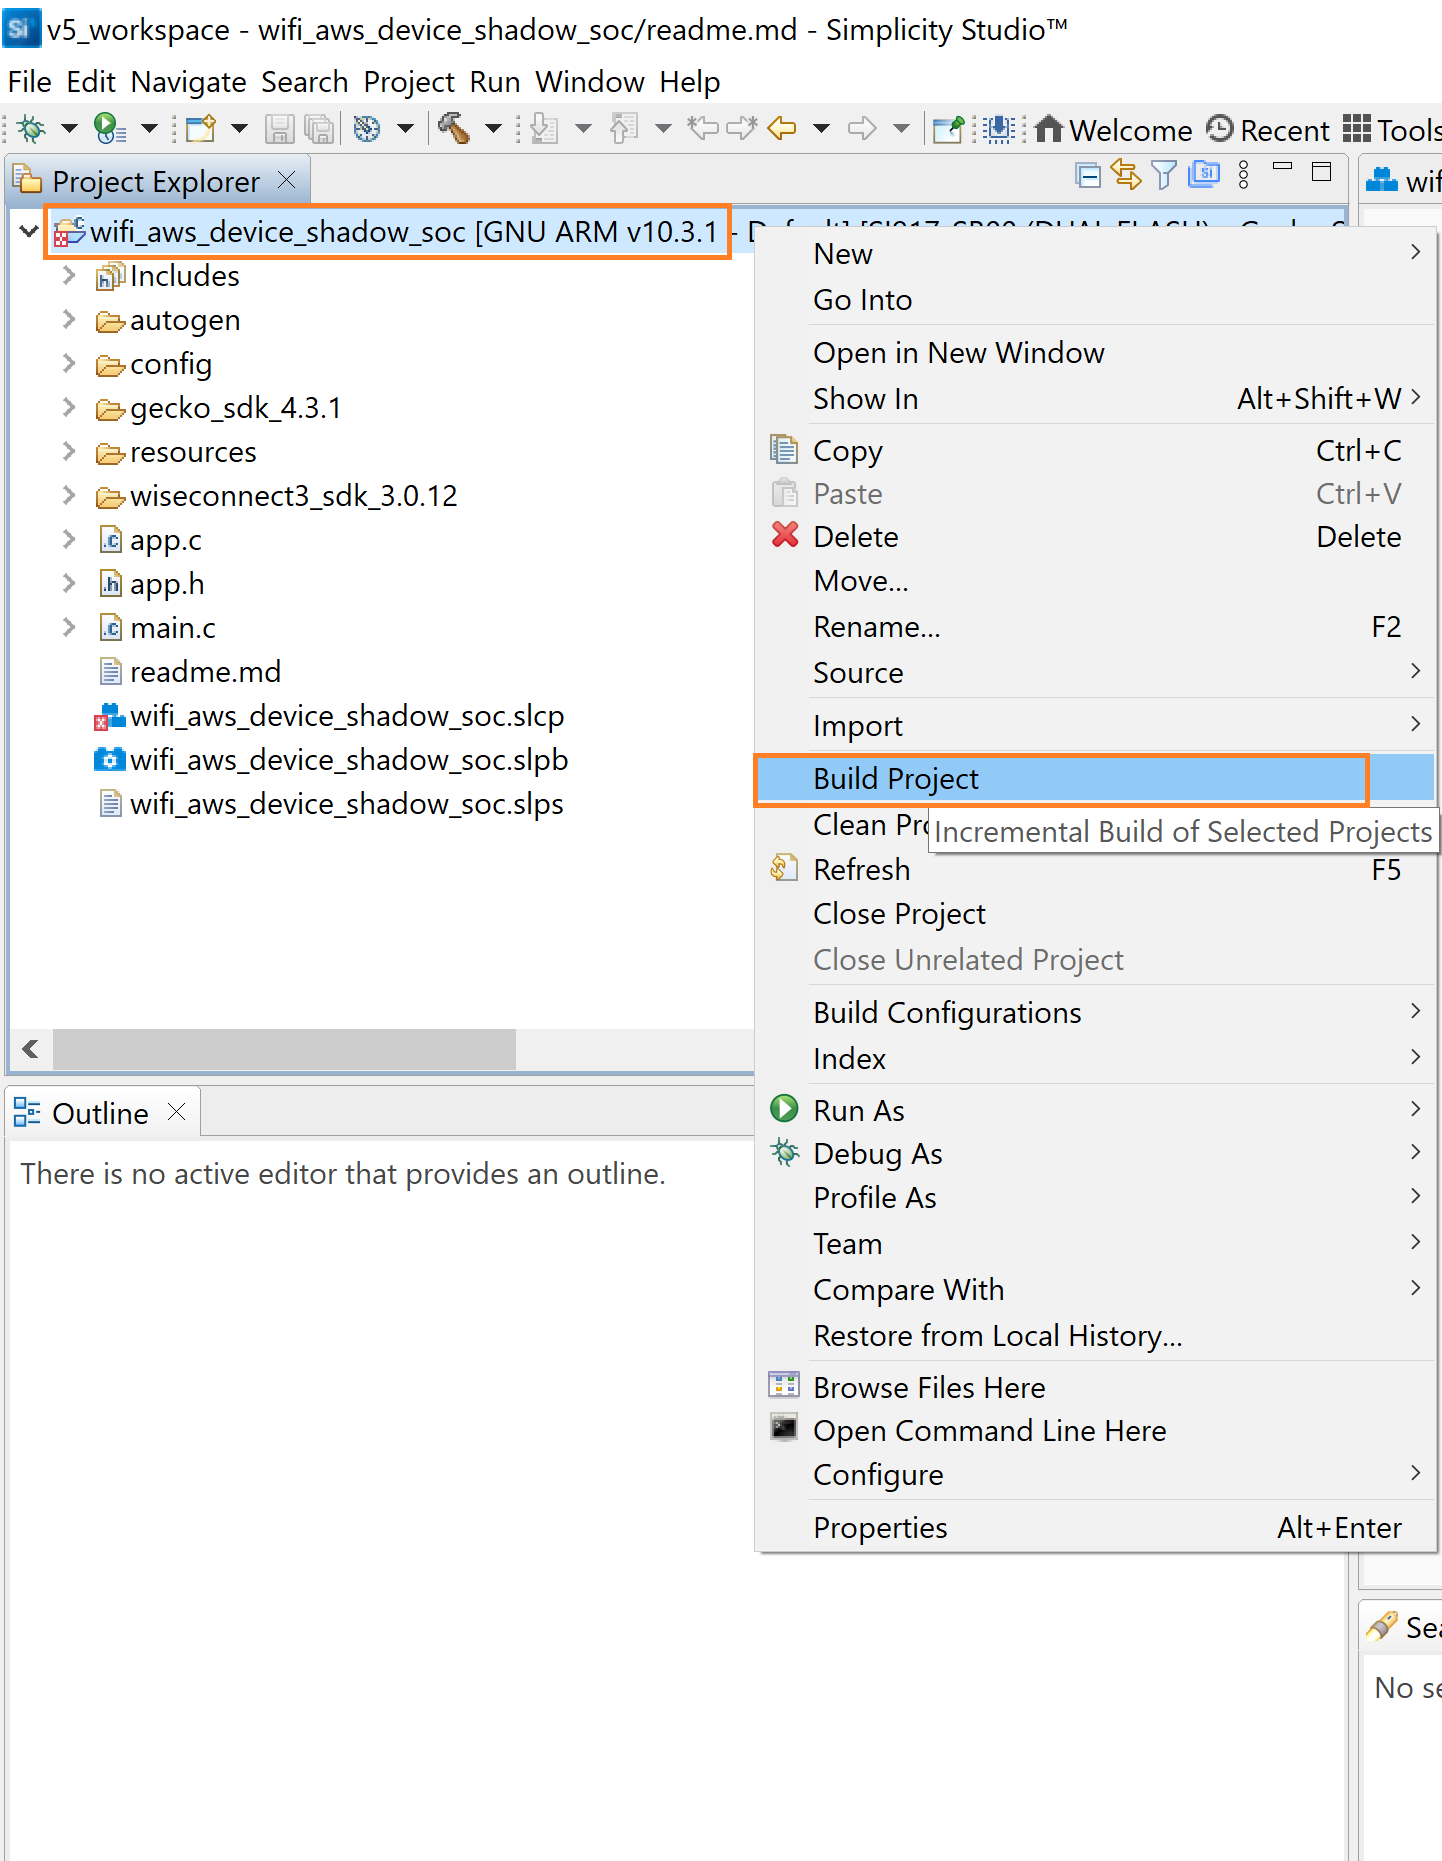 v5_workspace - wifi_aws_device_shadow_soc/readme.md - Simplicity Studio™
File Edit Navigate Search Project Run Window Help
Welcome Recent Tools
Project Explorer
wifi_aws_device_shadow_soc [GNU ARM v10.3.1 -
Includes
autogen
config
gecko_sdk_4.3.1
resources
wiseconnect3_sdk_3.0.12
app.c
app.h
main.c
readme.md
wifi_aws_device_shadow_soc.slcp
wifi_aws_device_shadow_soc.slpb
wifi_aws_device_shadow_soc.slps
New
Go Into
Open in New Window
Show In Alt+Shift+W
Copy Ctrl+C
Paste Ctrl+V
Delete Delete
Move...
Rename... F2
Source
Import
Build Project
Clean Pro
Incremental Build of Selected Projects
Refresh F5
Close Project
Close Unrelated Project
Build Configurations
Index
Run As
Debug As
Profile As
Team
Compare With
Restore from Local History...
Browse Files Here
Open Command Line Here
Configure
Properties Alt+Enter
Outline
There is no active editor that provides an outline.
wif
Sea
No se